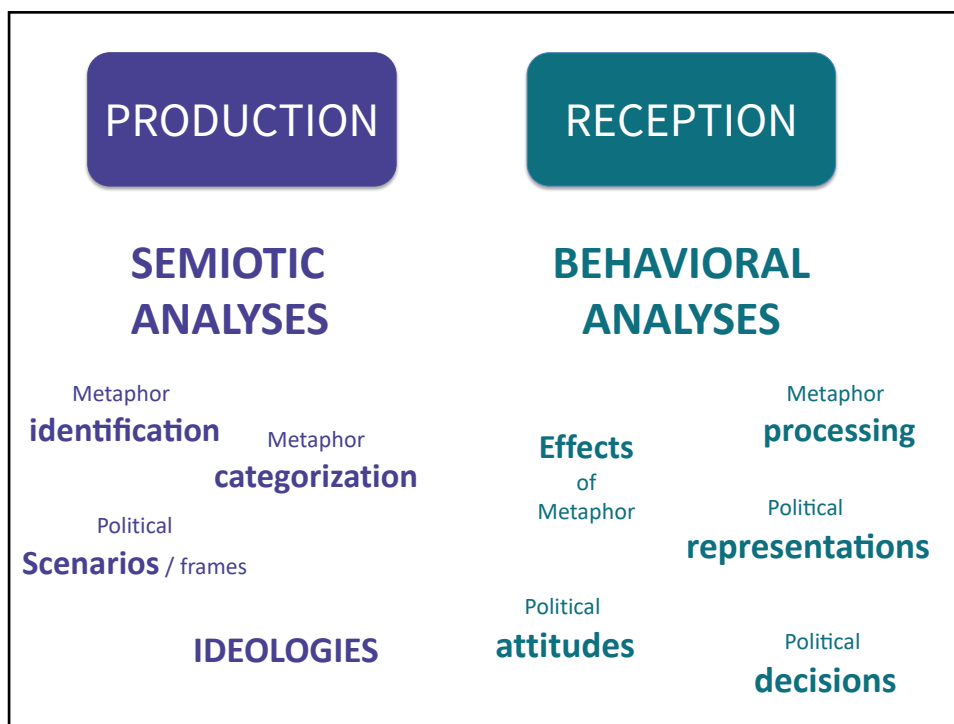 PRODUCTION
SEMIOTIC
ANALYSES
Metaphor
identification
Metaphor
categorization
Political
Scenarios / frames
IDEOLOGIES
RECEPTION
BEHAVIORAL
ANALYSES
Effects
of
Metaphor
Metaphor
processing
Political
representations
Political
attitudes
Political
decisions